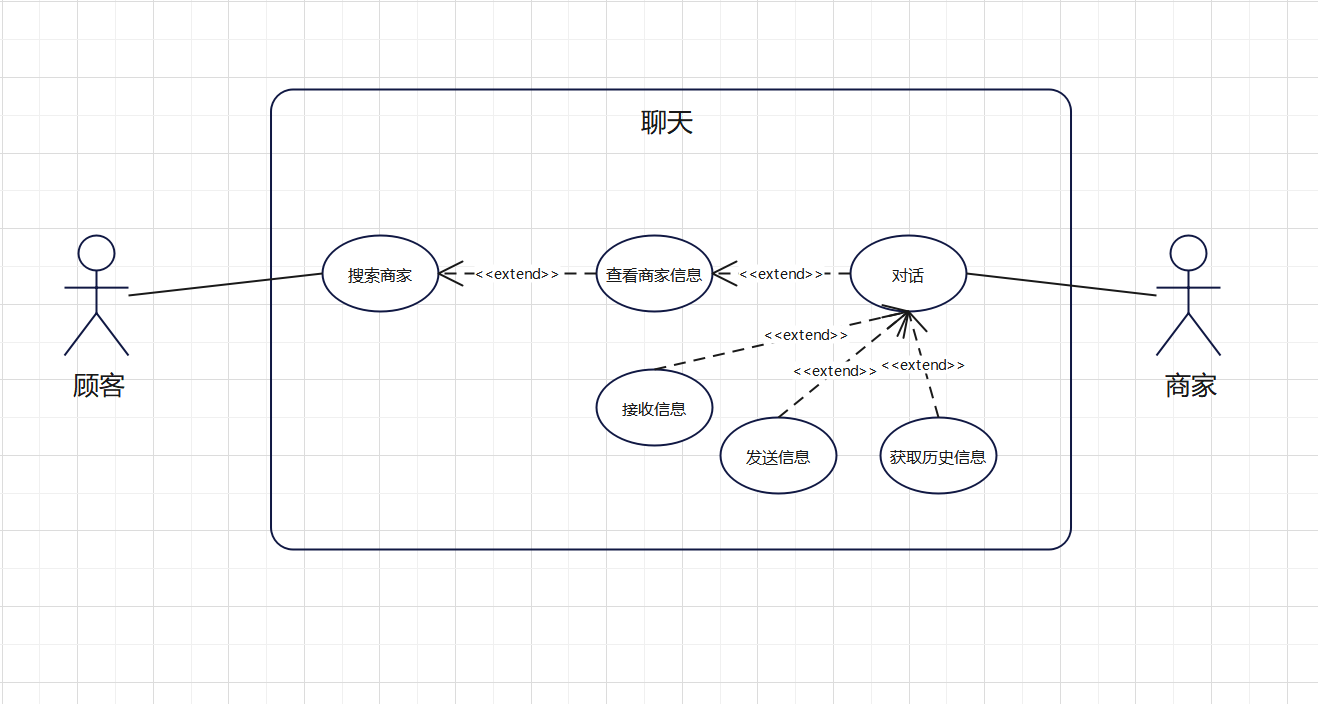 聊天
搜索商家
<<extend>>
查看商家信息
<<extend>>
对话
<<extend>>
<<extend>>
<<extend>>
顾客
商家
接收信息
发送信息
获取历史信息